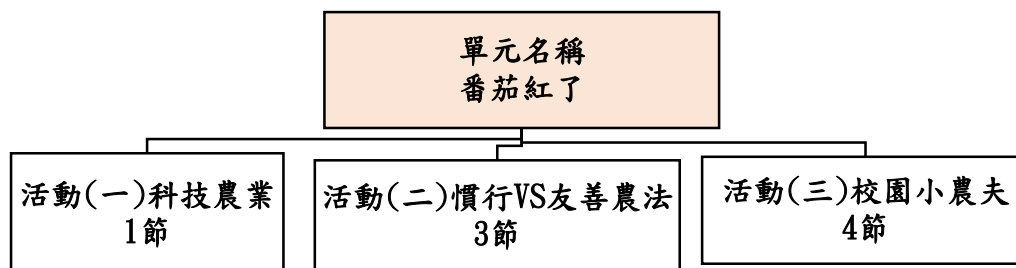 單元名稱
番茄紅了
活動(一)科技農業
1節
活動(二)慣行VS友善農法
3節
活動(三)校園小農夫
4節